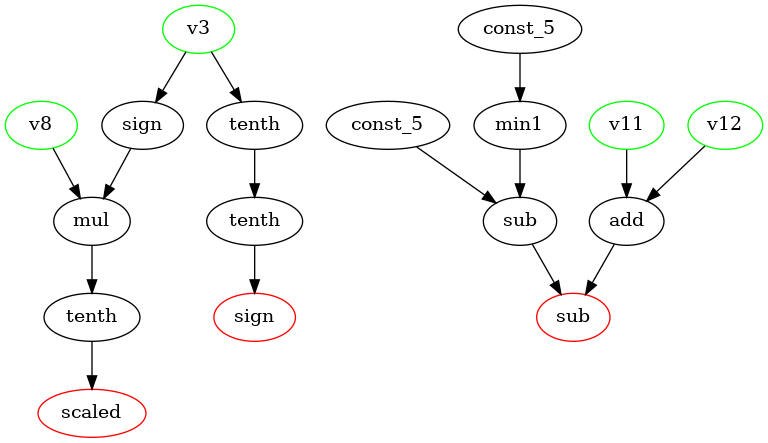 v3
const_5
v8
sign
tenth
const_5
min1
v11
v12
mul
tenth
sub
add
tenth
sign
sub
scaled